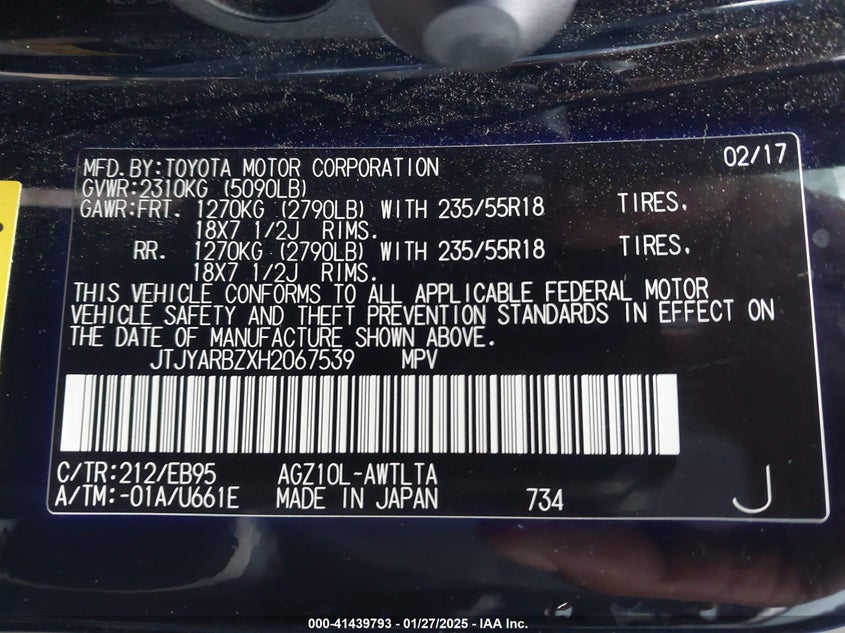 02/17
MFD.BY:TOYOTA MOTOR CORPORATION
GVWR:2310KG (5090LB)
GAWR:FRT. 1270KG (2790LB) WITH 235/55R18 TIRES,
18X7 1/2J RIMS.
RR. 1270KG (2790LB) WITH 235/55R18 TIRES,
18X7 1/2J RIMS.
THIS VEHICLE CONFORMS TO ALL APPLICABLE FEDERAL MOTOR
VEHICLE SAFETY AND THEFT PREVENTION STANDARDS IN EFFECT ON
THE DATE OF MANUFACTURE SHOWN ABOVE.
JTJYARBZXH2067539 MPV
C/TR:212/EB95 AGZ10L-AWTLTA
A/TM:-01A/U661E MADE IN JAPAN 734 J
000-41439793 - 01/27/2025 - IAA Inc.